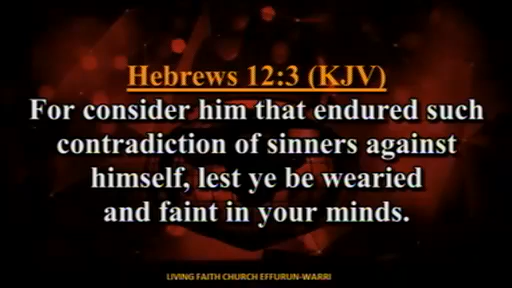 Hebrews 12:3 (KJV)
For consider him that endured such
contradiction of sinners against
himself, lest ye be wearied
and faint in your minds.
LIVING FAITH CHURCH EFFURUN-WARRI